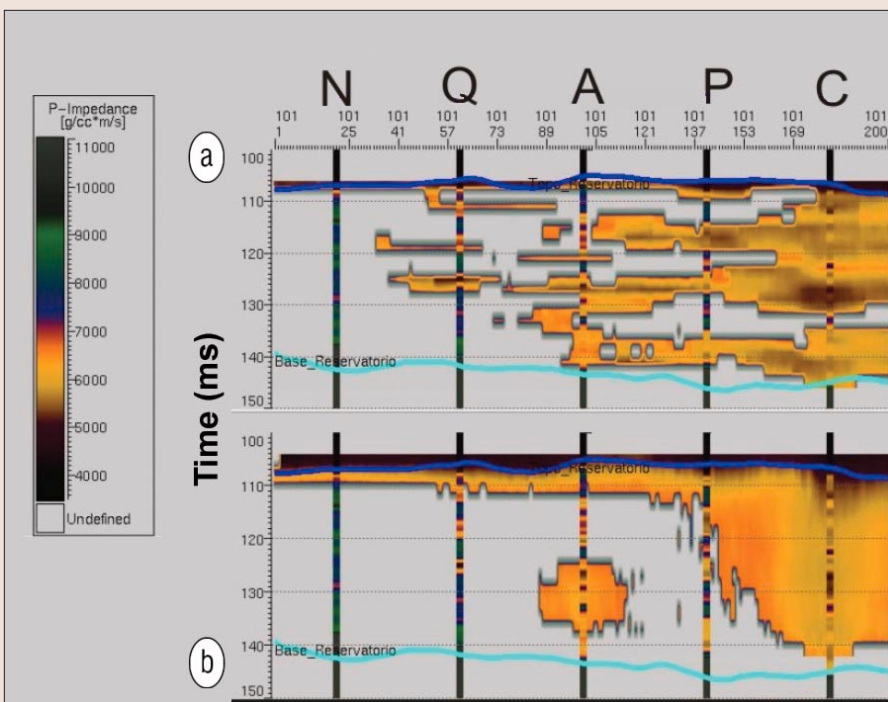 N Q A P C
P-Impedance
[g/cc*m/s]
11000
10000
9000
8000
7000
6000
5000
4000
Undefined
101 101 101 101 101 101 101 101 101 101 101 101 101
1 25 41 57 73 89 105 121 137 153 169 200
a
100
110
120
130
140
150
Topo_Reservatorio
Base_Reservatorio
Time (ms)
100
110
120
130
140
150
Topo_Reservatorio
Base_Reservatorio
b